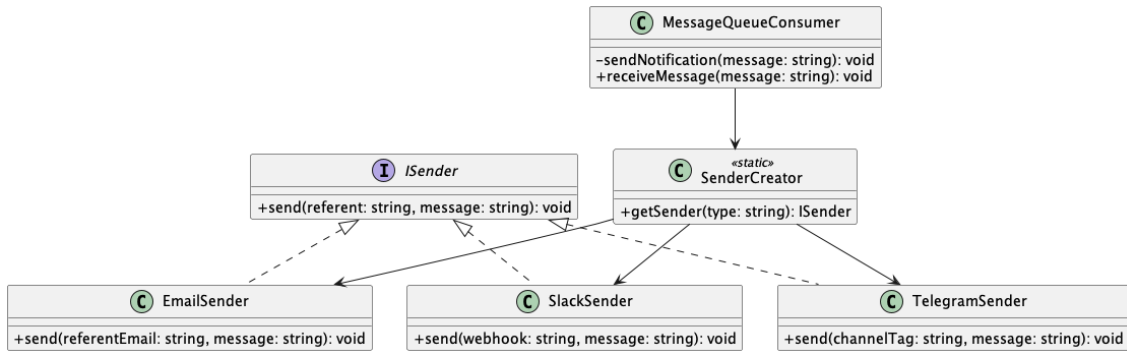 C MessageQueueConsumer
-sendNotification(message: string): void
+receiveMessage(message: string): void
I ISender
+send(referent: string, message: string): void
«static»
C SenderCreator
+getSender(type: string): ISender
C EmailSender
+send(referentEmail: string, message: string): void
C SlackSender
+send(webhook: string, message: string): void
C TelegramSender
+send(channelTag: string, message: string): void